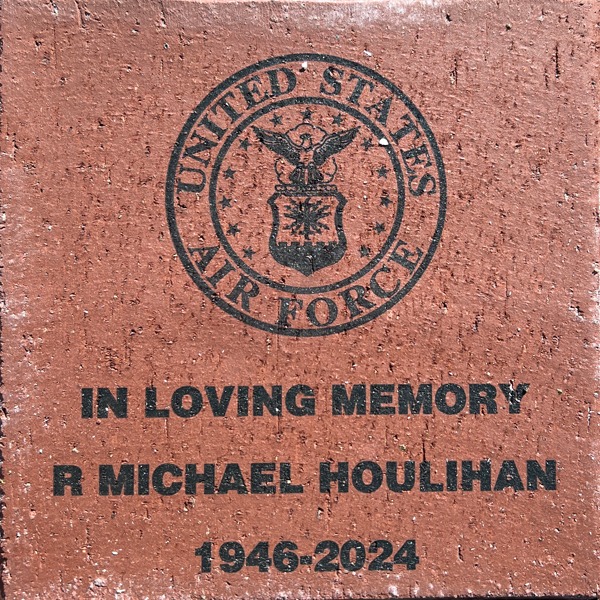 UNITED STATES
AIR FORCE
IN LOVING MEMORY
R MICHAEL HOULIHAN
1946-2024